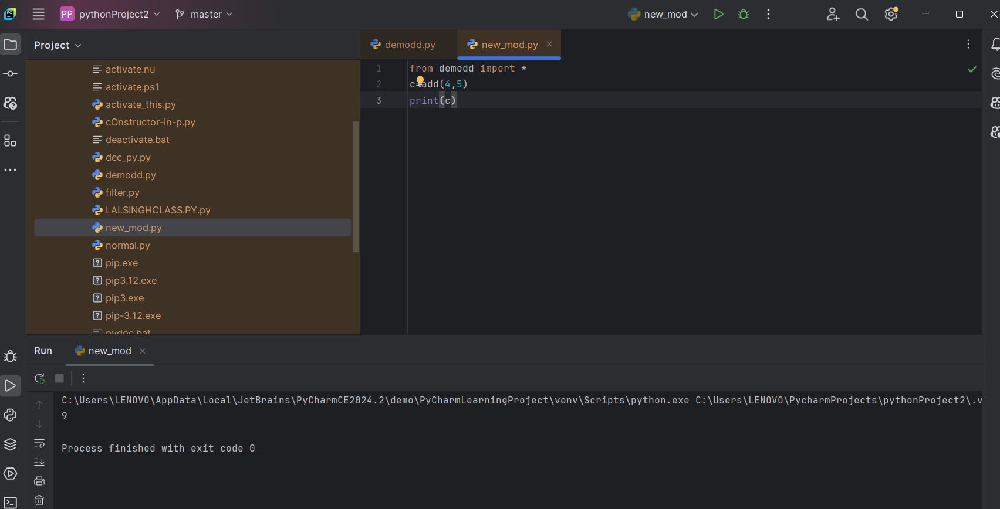 PC
PP pythonProject2 master new_mod
Project
demodd.py new_mod.py
activate.nu
activate.ps1
activate_this.py
cOnstructor-in-p.py
deactivate.bat
dec_py.py
demodd.py
filter.py
LALSINGHCLASS.PY.py
new_mod.py
normal.py
pip.exe
pip3.12.exe
pip3.exe
pip-3.12.exe
pydoc.bat
1 from demodd import *
2 c=add(4,5)
3 print(c)
Run new_mod
C:\Users\LENOVO\AppData\Local\JetBrains\PyCharmCE2024.2\demo\PyCharmLearningProject\venv\Scripts\python.exe C:\Users\LENOVO\PycharmProjects\pythonProject2\.v
9
Process finished with exit code 0